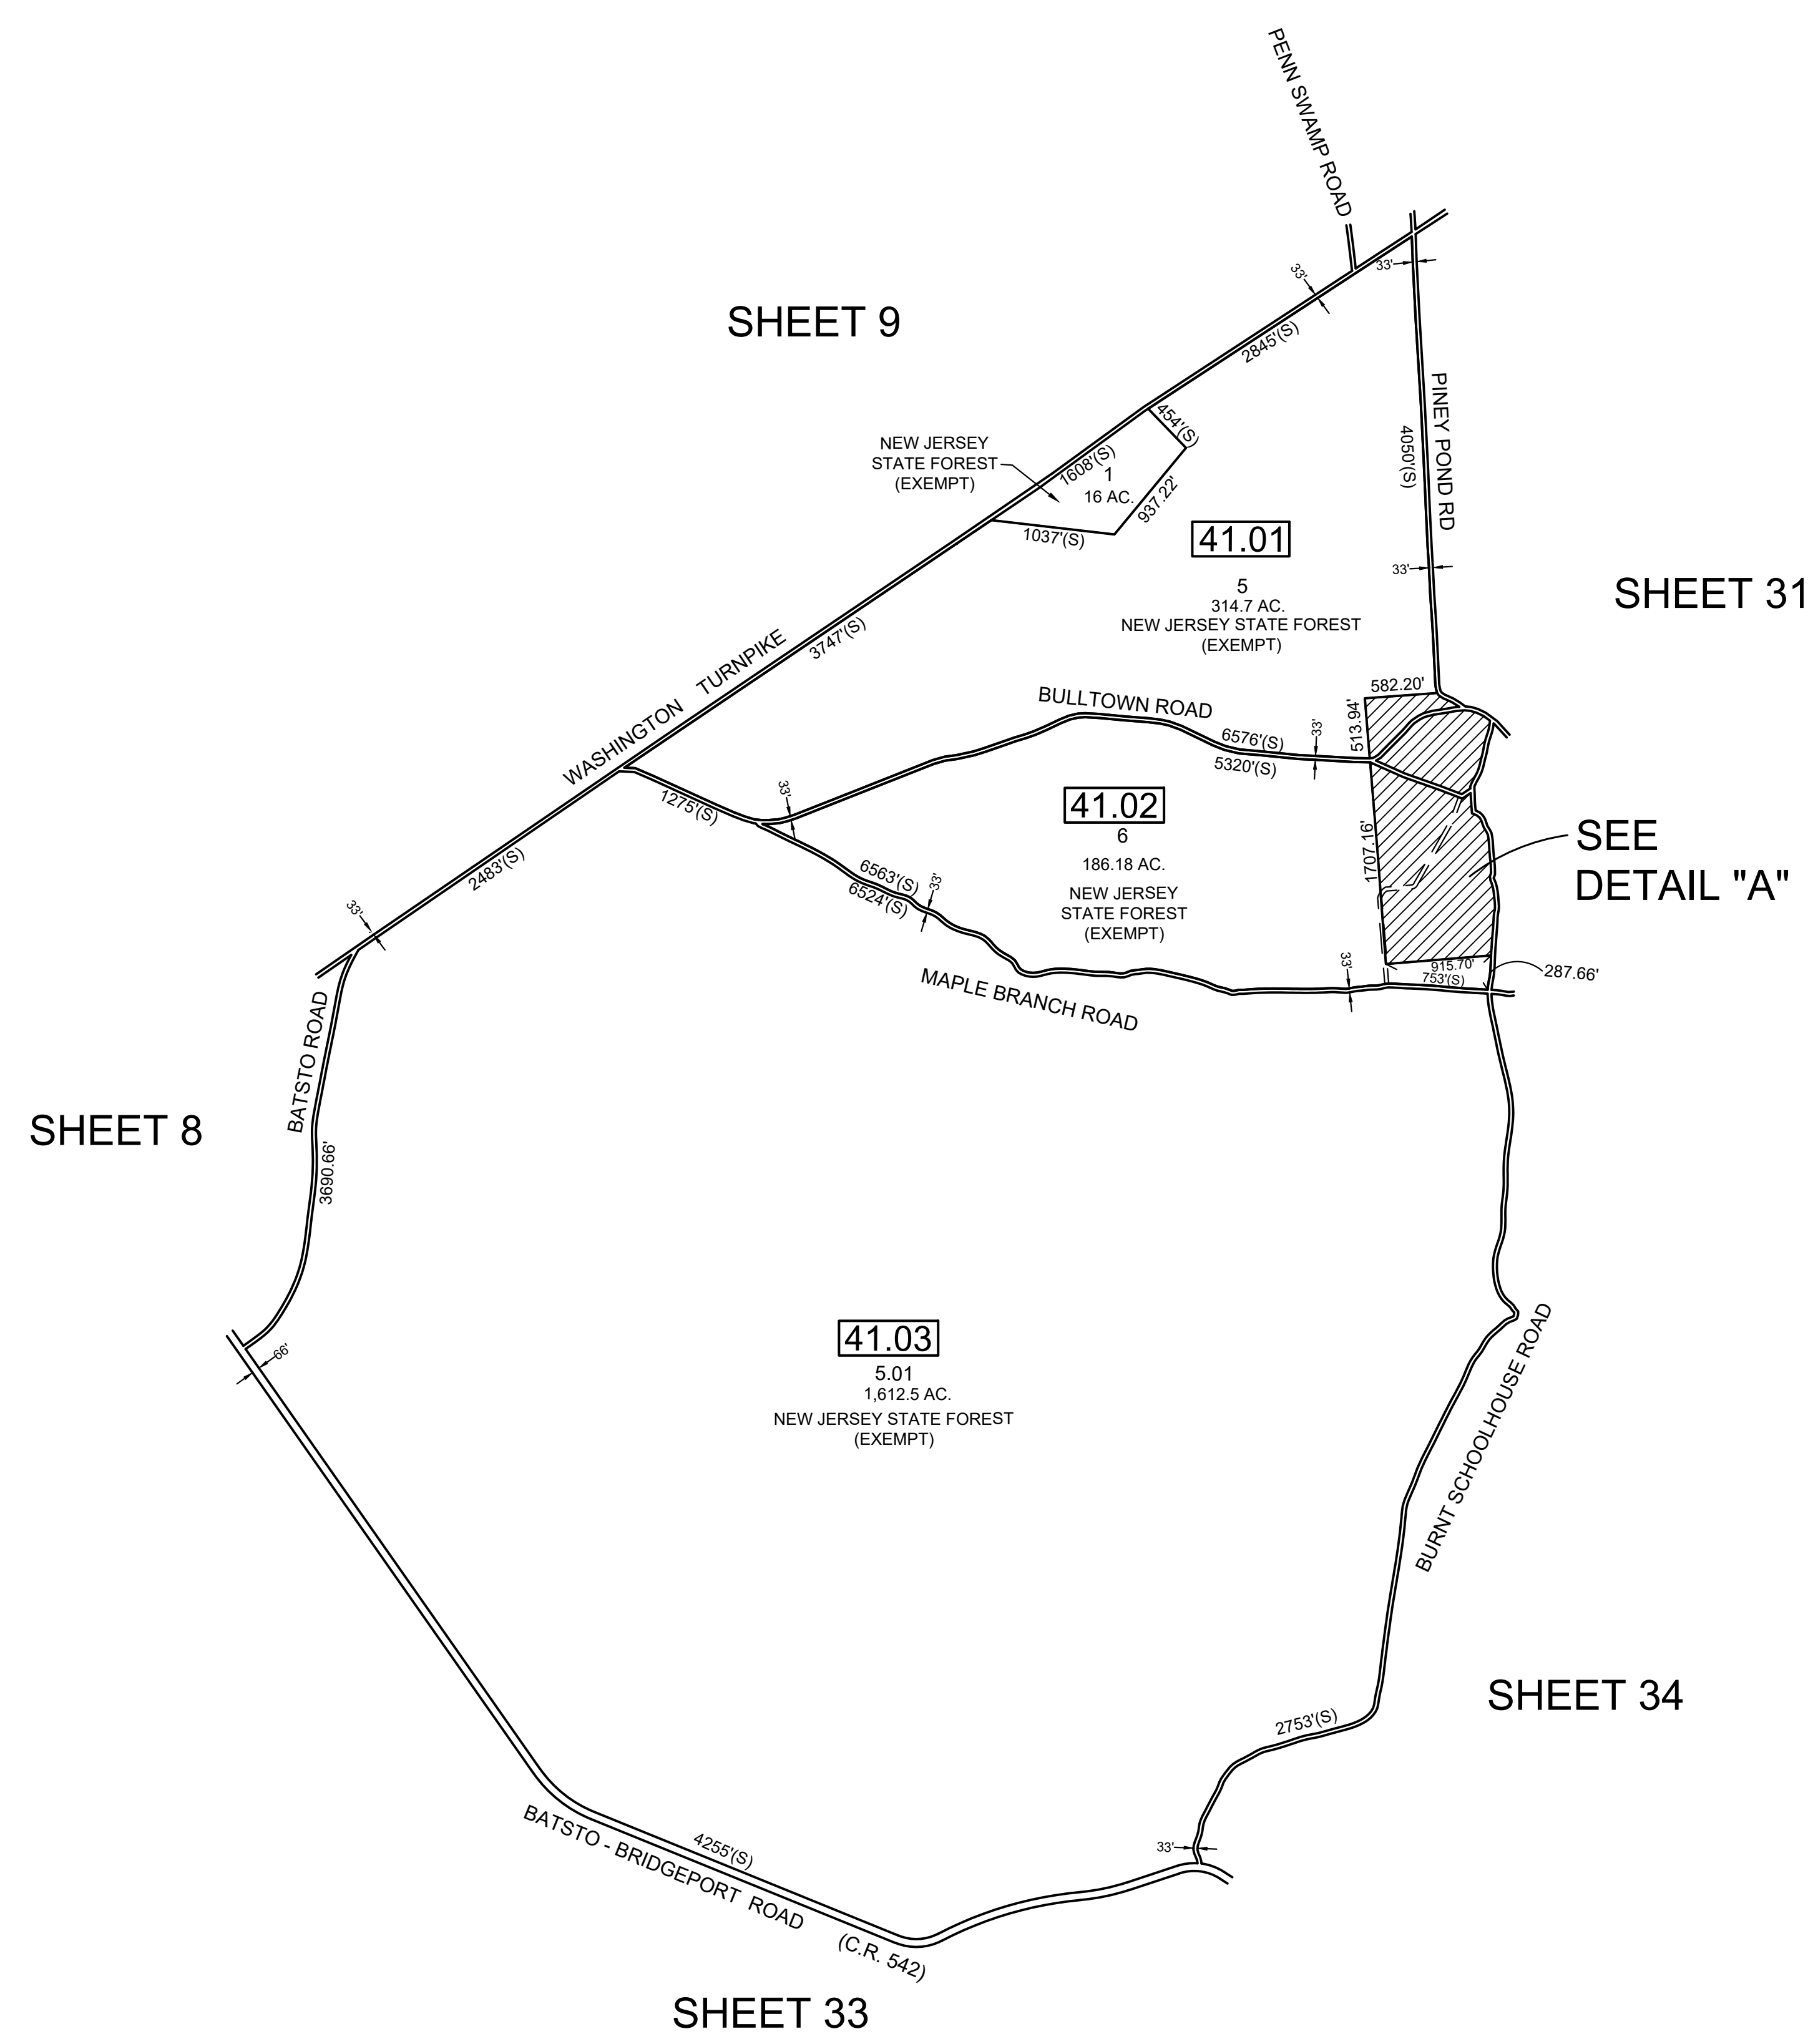 PENN SWAMP ROAD
33'
33'
SHEET 9
2845'(S)
PINEY POND RD
4050'(S)
454'(S)
NEW JERSEY
STATE FOREST
(EXEMPT)
1608'(S)
1
16 AC.
937.22'
1037'(S)
41.01
33'
5
314.7 AC.
NEW JERSEY STATE FOREST
(EXEMPT)
SHEET 31
3747'(S)
WASHINGTON TURNPIKE
582.20'
513.94'
BULLTOWN ROAD
6576'(S)
33'
5320'(S)
1275'(S)
33'
41.02
6
186.18 AC.
NEW JERSEY
STATE FOREST
(EXEMPT)
1707.16'
SEE
DETAIL "A"
2483'(S)
6563'(S)
6524'(S)
33'
33'
33'
915.70'
753'(S)
287.66'
MAPLE BRANCH ROAD
BATSTO ROAD
SHEET 8
3690.66'
66'
41.03
5.01
1,612.5 AC.
NEW JERSEY STATE FOREST
(EXEMPT)
BURNT SCHOOLHOUSE ROAD
SHEET 34
2753'(S)
33'
4255'(S)
BATSTO - BRIDGEPORT ROAD
(C.R. 542)
SHEET 33